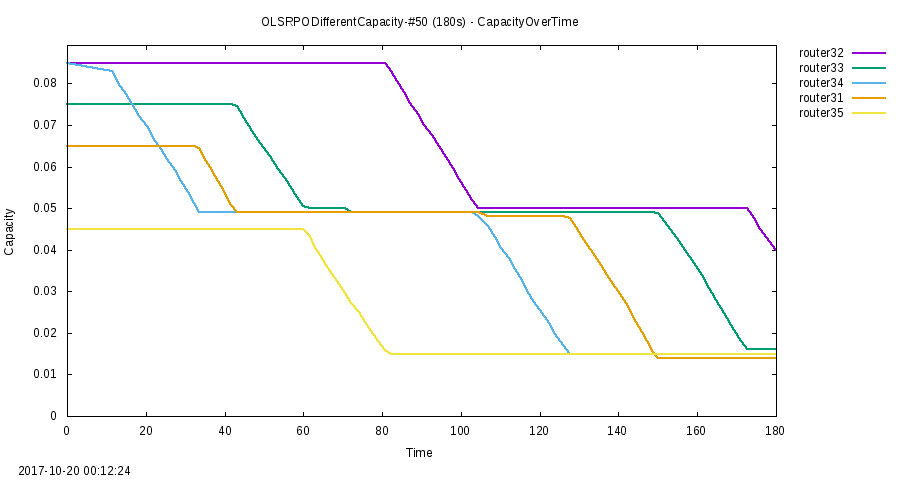 OLSRPODifferentCapacity-#50 (180s) - CapacityOverTime
router32
router33
router34
router31
router35
0.08
0.07
0.06
0.05
0.04
0.03
0.02
0.01
0
Capacity
0 20 40 60 80 100 120 140 160 180
Time
2017-10-20 00:12:24